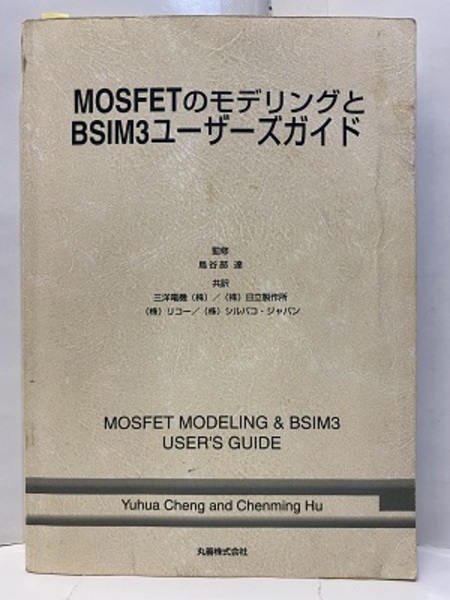 MOSFETのモデリングと
BSIM3ユーザーズガイド
監修
鳥谷部 達
共訳
三洋電機（株）／（株）日立製作所
（株）リコー／（株）シルバコ・ジャパン
MOSFET MODELING & BSIM3
USER'S GUIDE
Yuhua Cheng and Chenming Hu
丸善株式会社